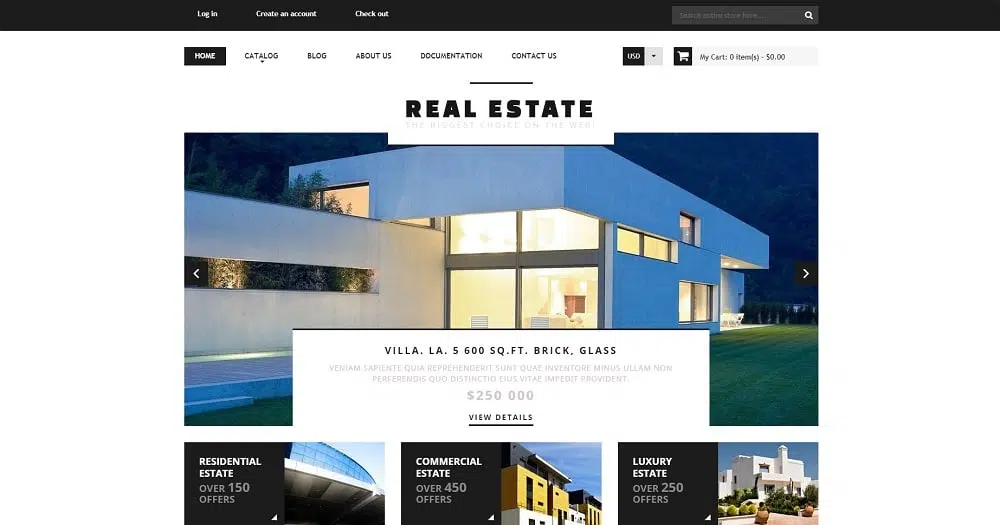 Log in Create an account Check out Search entire store here...
HOME CATALOG BLOG ABOUT US DOCUMENTATION CONTACT US USD My Cart: 0 item(s) - $0.00
REAL ESTATE
THE BIGGEST CHOICE ON THE WEB!
VILLA. LA. 5 600 SQ.FT. BRICK, GLASS
VENIAM SAPIENTE QUIA REPREHENDERIT SUNT QUAE INVENTORE MINUS ULLAM NON
PERFERENDIS QUO DISTINCTIO EIUS VITAE IMPEDIT PROVIDENT.
$250 000
VIEW DETAILS
RESIDENTIAL
ESTATE
OVER 150
OFFERS
COMMERCIAL
ESTATE
OVER 450
OFFERS
LUXURY
ESTATE
OVER 250
OFFERS